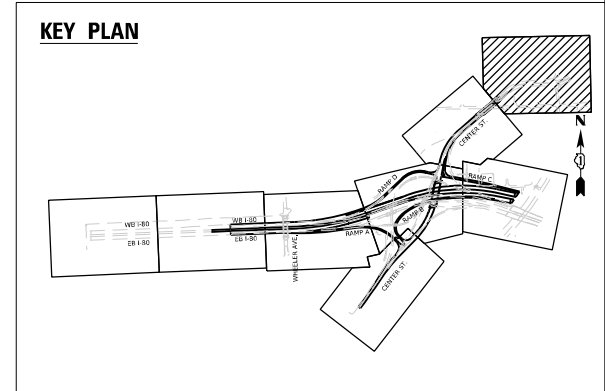 KEY PLAN
N
1
CENTER ST.
RAMP D
RAMP C
RAMP B
WB I-80
WB I-80
EB I-80
EB I-80
RAMP A
WHEELER AVE.
CENTER ST.